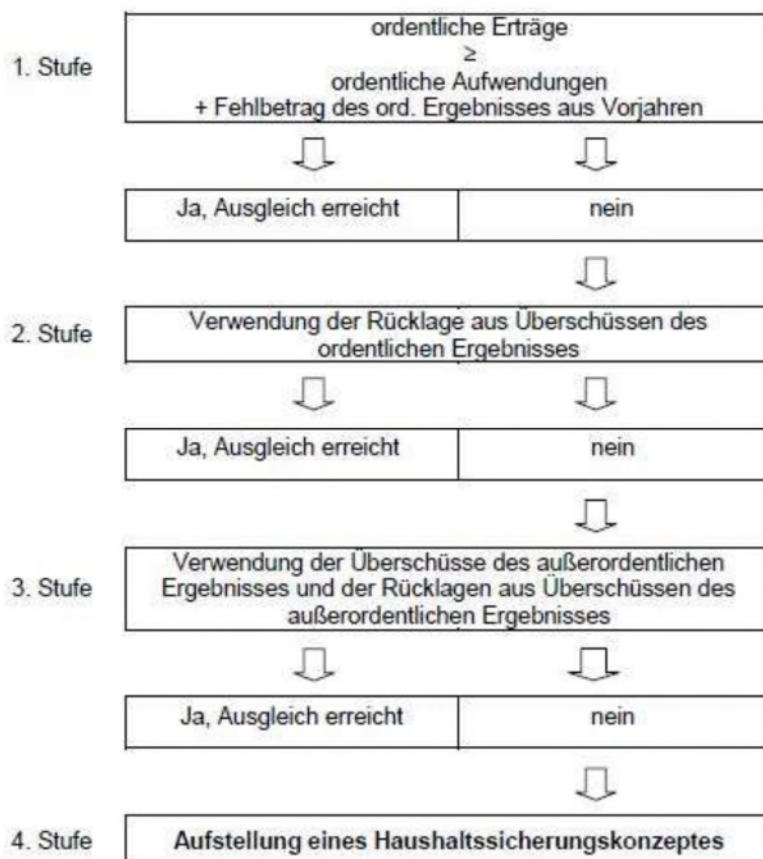 ordentliche Erträge
1. Stufe
≥
ordentliche Aufwendungen
+ Fehlbetrag des ord. Ergebnisses aus Vorjahren
Ja, Ausgleich erreicht
nein
2. Stufe
Verwendung der Rücklage aus Überschüssen des
ordentlichen Ergebnisses
Ja, Ausgleich erreicht
nein
3. Stufe
Verwendung der Überschüsse des außerordentlichen
Ergebnisses und der Rücklagen aus Überschüssen des
außerordentlichen Ergebnisses
Ja, Ausgleich erreicht
nein
4. Stufe
Aufstellung eines Haushaltssicherungskonzeptes